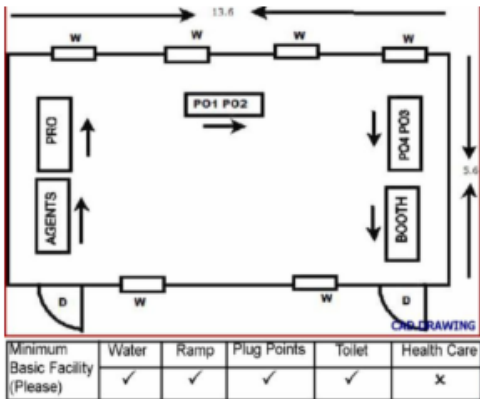 13.6
W W W W
PO1 PO2
PRO
PO4 PO3
5.6
AGENTS
BOOTH
D W W D
CAD DRAWING
Minimum Basic Facility (Please) Water Ramp Plug Points Toilet Health Care
✓ ✓ ✓ ✓ x